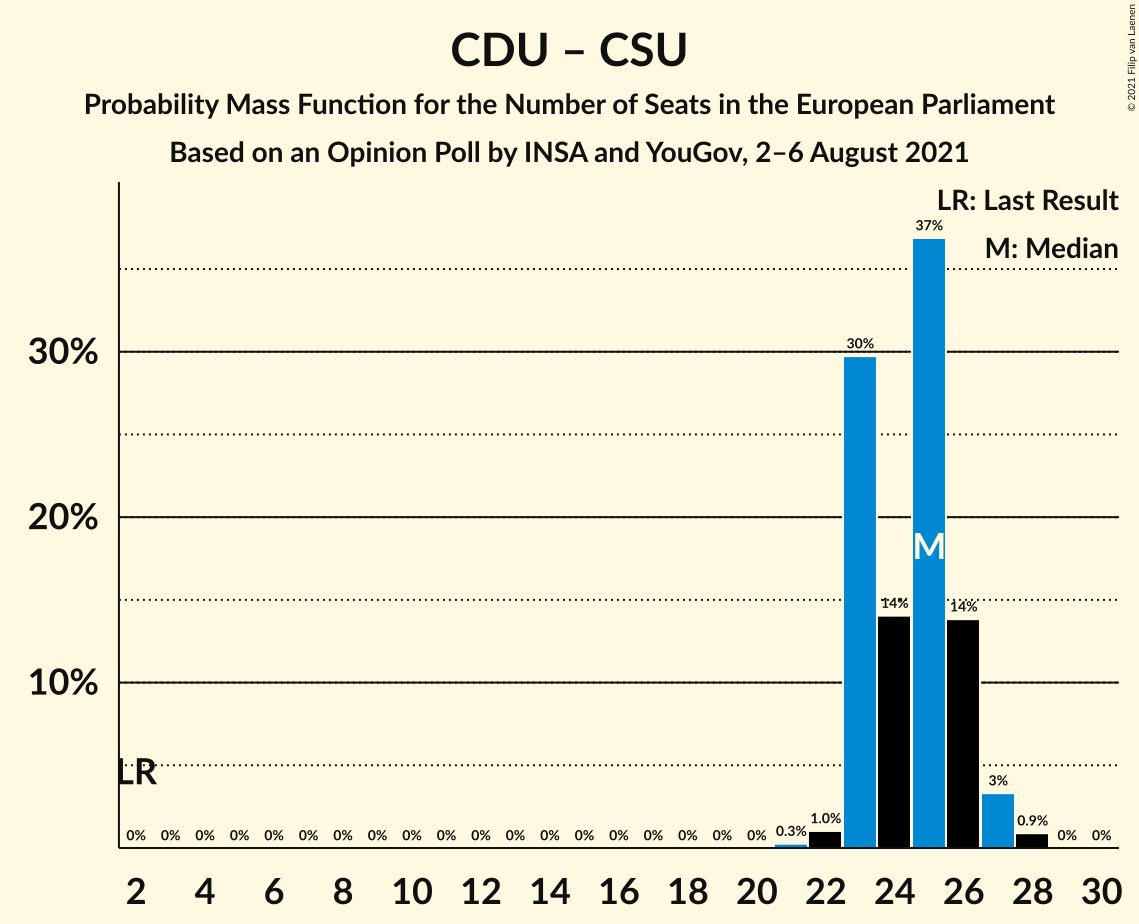 © 2021 Filip van Laenen
CDU – CSU
Probability Mass Function for the Number of Seats in the European Parliament
Based on an Opinion Poll by INSA and YouGov, 2–6 August 2021
LR: Last Result
M: Median
37%
30%
30%
20%
M
14% 14%
10%
LR
3%
0% 0% 0% 0% 0% 0% 0% 0% 0% 0% 0% 0% 0% 0% 0% 0% 0% 0% 0% 0.3% 1.0% 0.9% 0% 0%
2 4 6 8 10 12 14 16 18 20 22 24 26 28 30